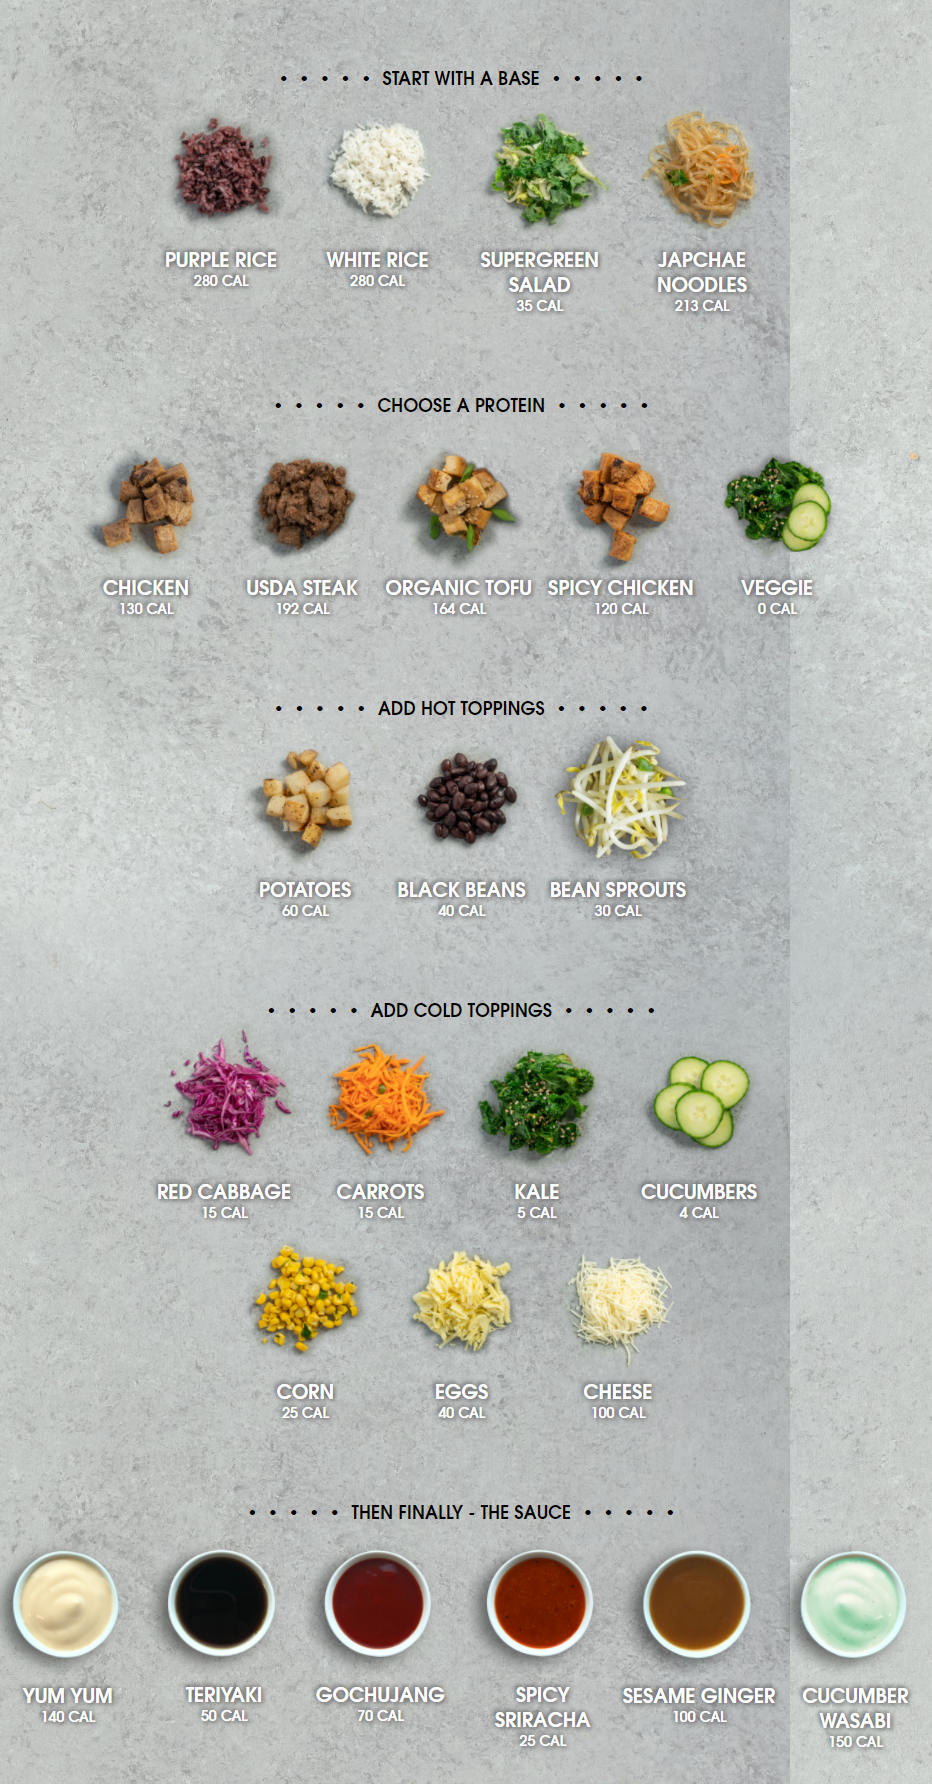 • • • • • START WITH A BASE • • • • •
PURPLE RICE
280 CAL
WHITE RICE
280 CAL
SUPERGREEN
SALAD
35 CAL
JAPCHAE
NOODLES
213 CAL
• • • • • CHOOSE A PROTEIN • • • • •
CHICKEN
130 CAL
USDA STEAK
192 CAL
ORGANIC TOFU
164 CAL
SPICY CHICKEN
120 CAL
VEGGIE
0 CAL
• • • • • ADD HOT TOPPINGS • • • • •
POTATOES
60 CAL
BLACK BEANS
40 CAL
BEAN SPROUTS
30 CAL
• • • • • ADD COLD TOPPINGS • • • • •
RED CABBAGE
15 CAL
CARROTS
15 CAL
KALE
5 CAL
CUCUMBERS
4 CAL
CORN
25 CAL
EGGS
40 CAL
CHEESE
100 CAL
• • • • • THEN FINALLY - THE SAUCE • • • • •
YUM YUM
140 CAL
TERIYAKI
50 CAL
GOCHUJANG
70 CAL
SPICY
SRIRACHA
25 CAL
SESAME GINGER
100 CAL
CUCUMBER
WASABI
150 CAL